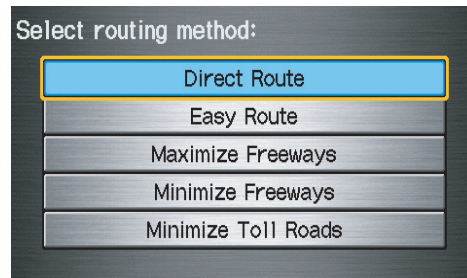 Select routing method:
Direct Route
Easy Route
Maximize Freeways
Minimize Freeways
Minimize Toll Roads